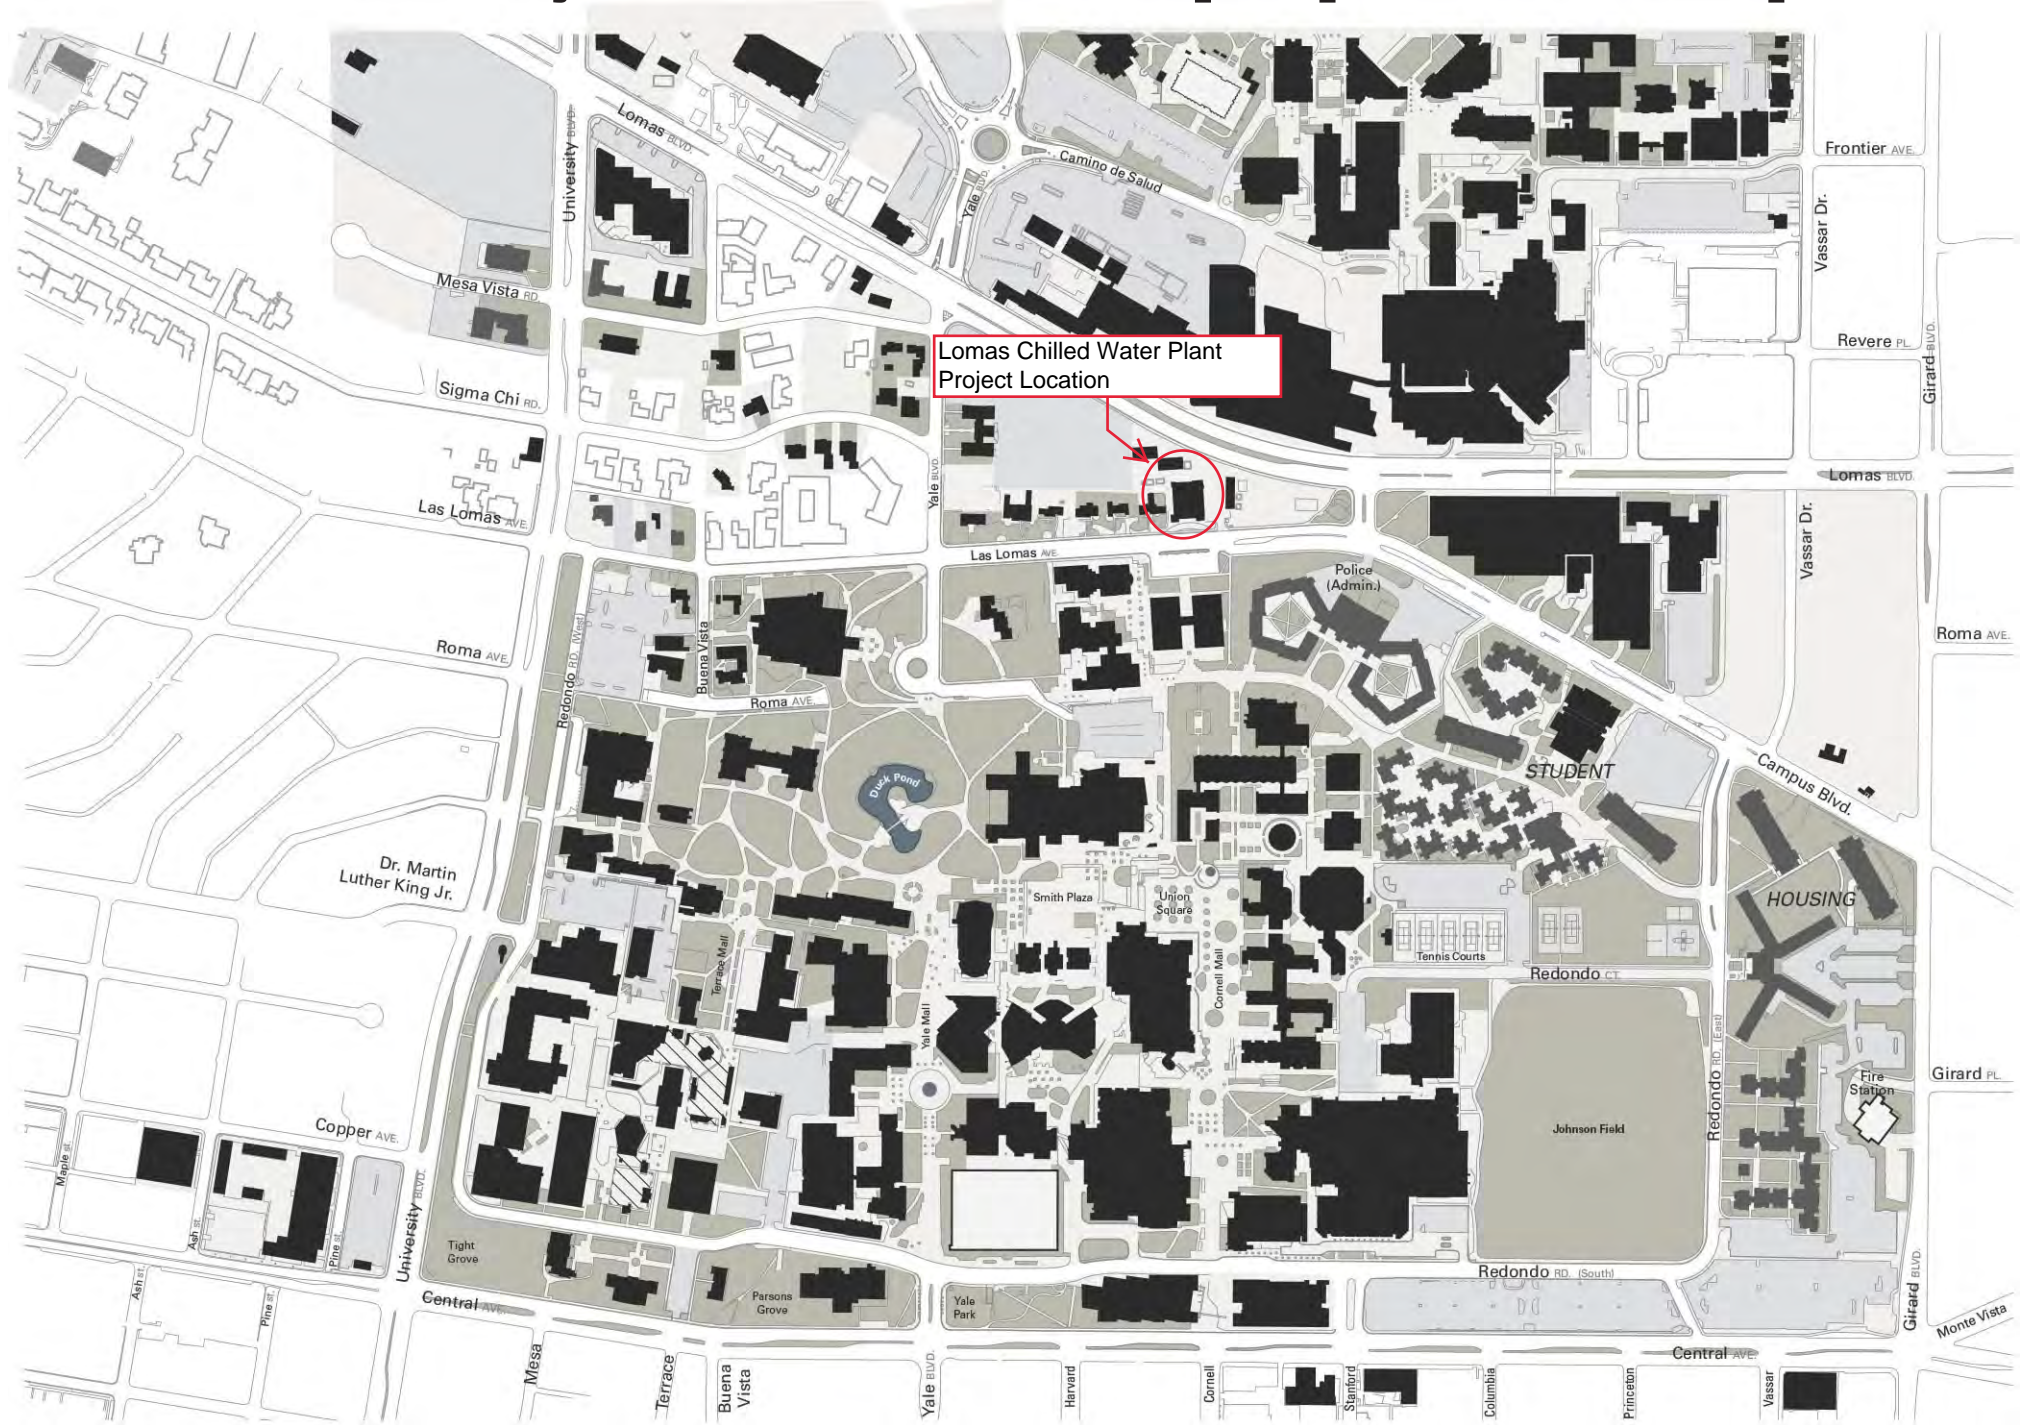 Lomas BLVD.
University BLVD.
Yale BLVD.
Camino de Salud
Frontier AVE.
Vassar Dr.
Mesa Vista RD.
Revere PL.
Girard BLVD.
Lomas Chilled Water Plant
Project Location
Sigma Chi RD.
Yale BLVD.
Lomas BLVD.
Las Lomas AVE.
Las Lomas AVE.
Vassar Dr.
Police
(Admin.)
Roma AVE.
Redondo RD. (West)
Buena Vista
Roma AVE.
Roma AVE.
Duck Pond
STUDENT
Campus Blvd.
Dr. Martin
Luther King Jr.
Smith Plaza
Union
Square
HOUSING
Terrace Mall
Cornell Mall
Tennis Courts
Redondo CT.
Yale Mall
Redondo RD. (East)
Fire
Station
Girard PL.
Copper AVE.
Johnson Field
Maple st.
Ash st.
Pine st.
University BLVD.
Tight
Grove
Redondo RD. (South)
Girard BLVD.
Ash st.
Pine st.
Central AVE.
Parsons
Grove
Yale
Park
Monte Vista
Central AVE.
Mesa
Terrace
Buena
Vista
Yale BLVD.
Harvard
Cornell
Stanford
Columbia
Princeton
Vassar